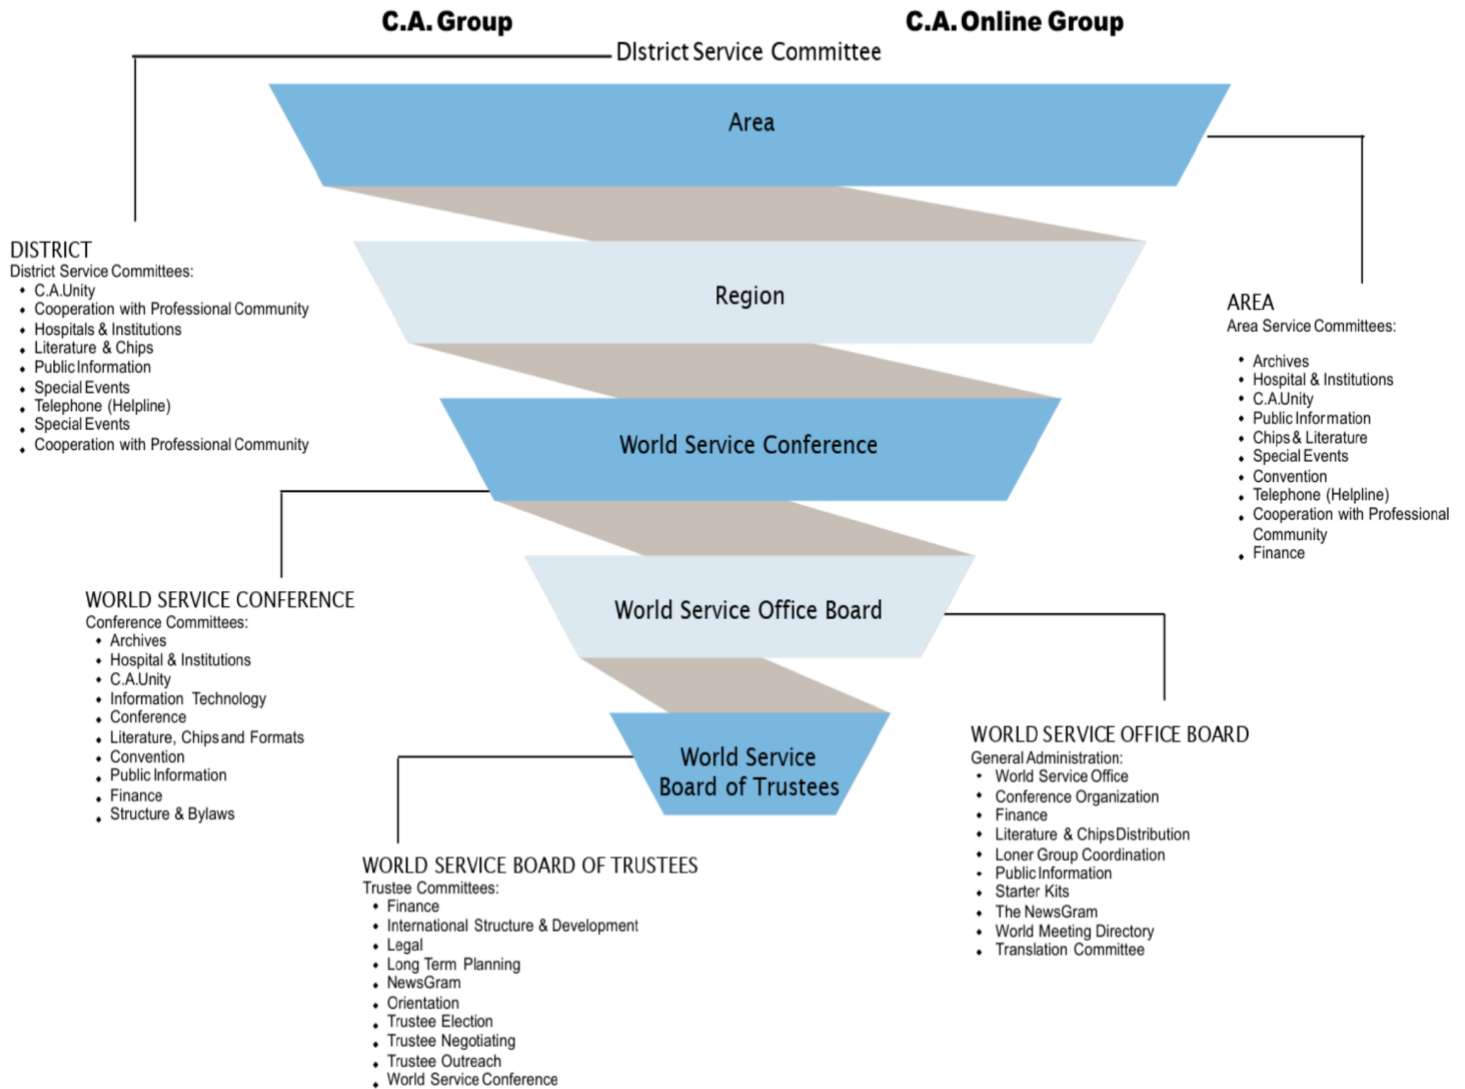 C.A. Group
C.A. Online Group
DIstrict Service Committee
Area
Region
World Service Conference
World Service Office Board
World Service
Board of Trustees
DISTRICT
District Service Committees:
C.A.Unity
Cooperation with Professional Community
Hospitals & Institutions
Literature & Chips
Public Information
Special Events
Telephone (Helpline)
Special Events
Cooperation with Professional Community
AREA
Area Service Committees:
Archives
Hospital & Institutions
C.A.Unity
Public Information
Chips & Literature
Special Events
Convention
Telephone (Helpline)
Cooperation with Professional
Community
Finance
WORLD SERVICE CONFERENCE
Conference Committees:
Archives
Hospital & Institutions
C.A.Unity
Information Technology
Conference
Literature, Chips and Formats
Convention
Public Information
Finance
Structure & Bylaws
WORLD SERVICE OFFICE BOARD
General Administration:
World Service Office
Conference Organization
Finance
Literature & Chips Distribution
Loner Group Coordination
Public Information
Starter Kits
The NewsGram
World Meeting Directory
Translation Committee
WORLD SERVICE BOARD OF TRUSTEES
Trustee Committees:
Finance
International Structure & Development
Legal
Long Term Planning
NewsGram
Orientation
Trustee Election
Trustee Negotiating
Trustee Outreach
World Service Conference